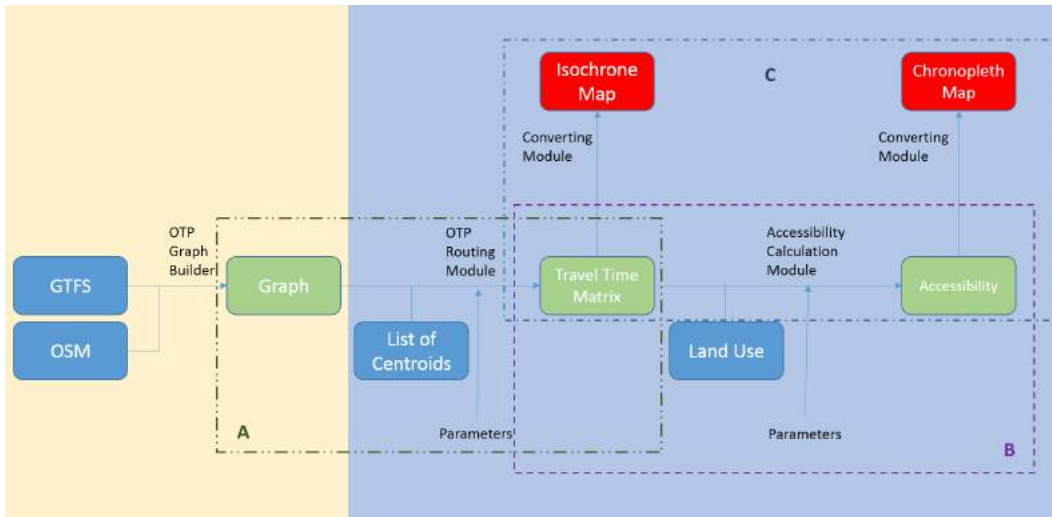 Isochrone
Map
C
Chronopleth
Map
Converting
Module
Converting
Module
OTP
Graph
Builder
OTP
Routing
Module
Accessibility
Calculation
Module
GTFS
Graph
Travel Time
Matrix
Accessibility
OSM
List of
Centroids
Land Use
A
Parameters
Parameters
B